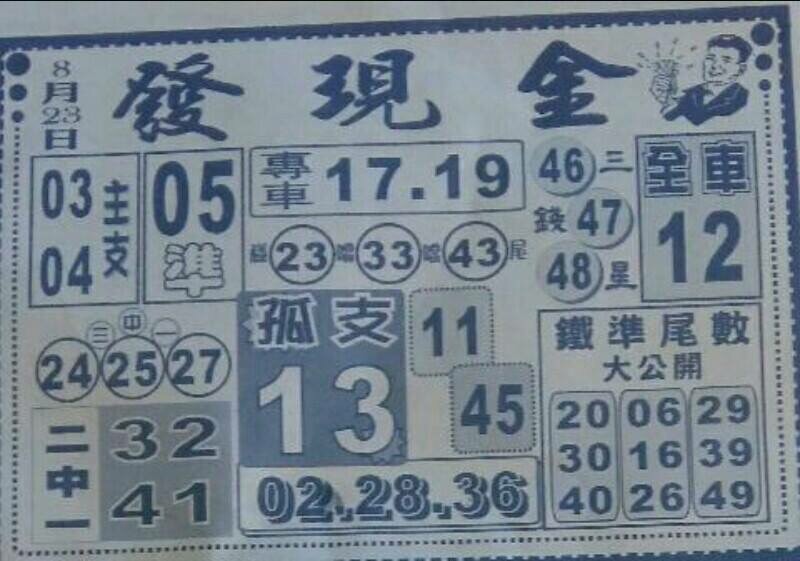 8月23日
發現金
03
04
主支
05
準
專車
17.19
46
47
48
三
錢
星
全車
12
23 33 43
尾
三中一
24 25 27
孤支
13
11
45
鐵準尾數
大公開
20 06 29
30 16 39
40 26 49
二中一
32
41
02.28.36